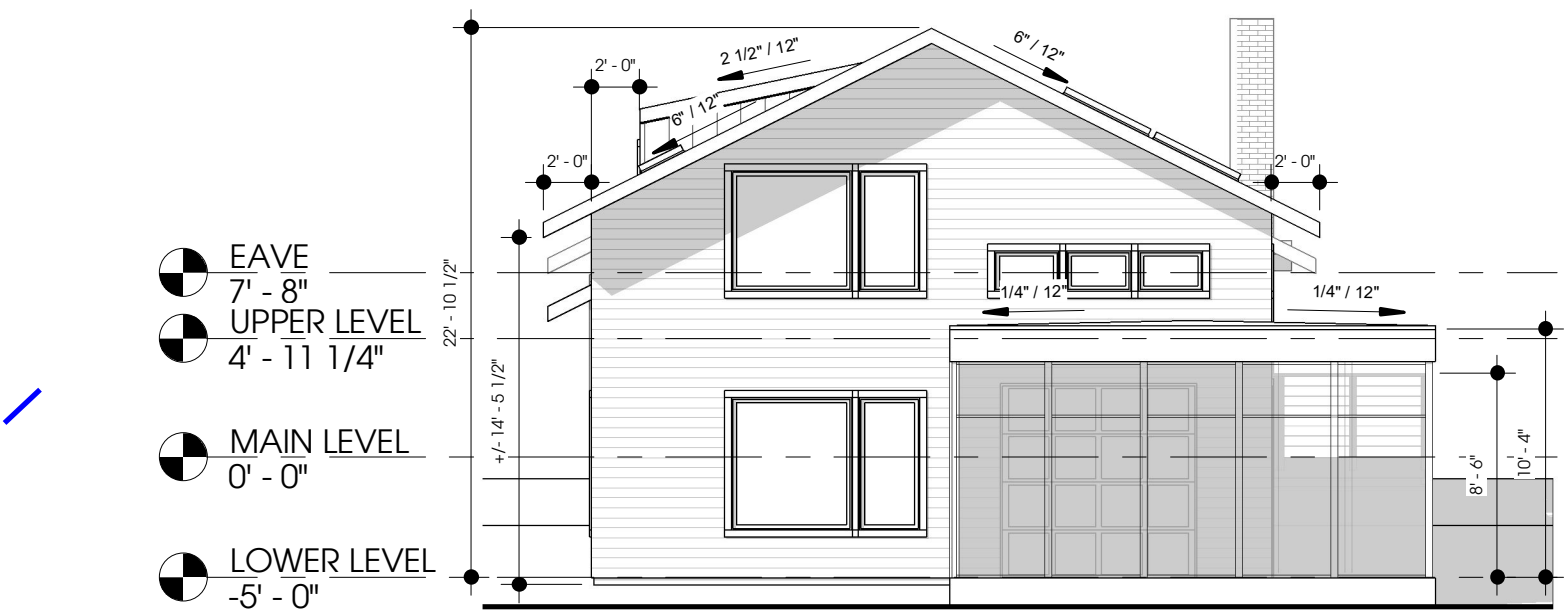 6" / 12"
2 1/2" / 12"
2' - 0"
6" / 12"
2' - 0"
2' - 0"
EAVE
7' - 8"
22' - 10 1/2"
1/4" / 12"
1/4" / 12"
UPPER LEVEL
4' - 11 1/4"
+/- 14' - 5 1/2"
MAIN LEVEL
0' - 0"
8' - 6"
10' - 4"
LOWER LEVEL
-5' - 0"